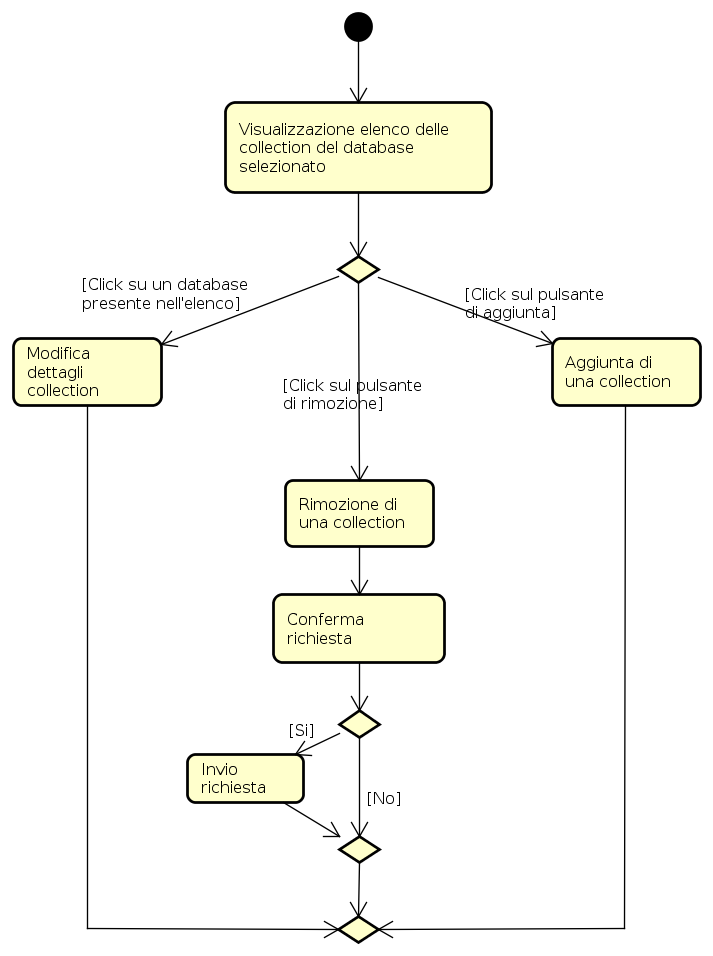 Visualizzazione elenco delle
collection del database
selezionato
[Click su un database
presente nell'elenco]
[Click sul pulsante
di aggiunta]
Modifica
dettagli
collection
Aggiunta di
una collection
[Click sul pulsante
di rimozione]
Rimozione di
una collection
Conferma
richiesta
[Si]
Invio
richiesta
[No]